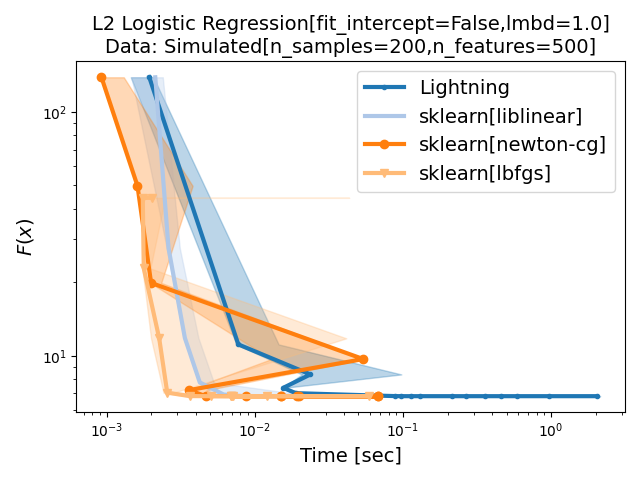 L2 Logistic Regression[fit_intercept=False,lmbd=1.0]
Data: Simulated[n_samples=200,n_features=500]
Lightning
sklearn[liblinear]
sklearn[newton-cg]
sklearn[lbfgs]
F(x)
10²
10¹
10⁻³
10⁻²
10⁻¹
10⁰
Time [sec]